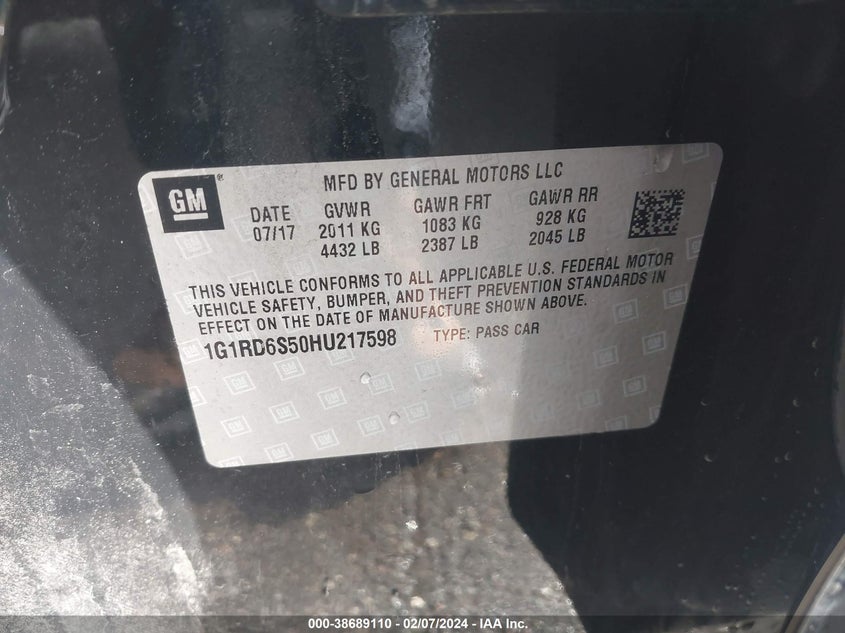 GM®
MFD BY GENERAL MOTORS LLC
DATE GVWR GAWR FRT GAWR RR
07/17 2011 KG 1083 KG 928 KG
4432 LB 2387 LB 2045 LB
THIS VEHICLE CONFORMS TO ALL APPLICABLE U.S. FEDERAL MOTOR
VEHICLE SAFETY, BUMPER, AND THEFT PREVENTION STANDARDS IN
EFFECT ON THE DATE OF MANUFACTURE SHOWN ABOVE.
1G1RD6S50HU217598 TYPE: PASS CAR
000-38689110 - 02/07/2024 - IAA Inc.